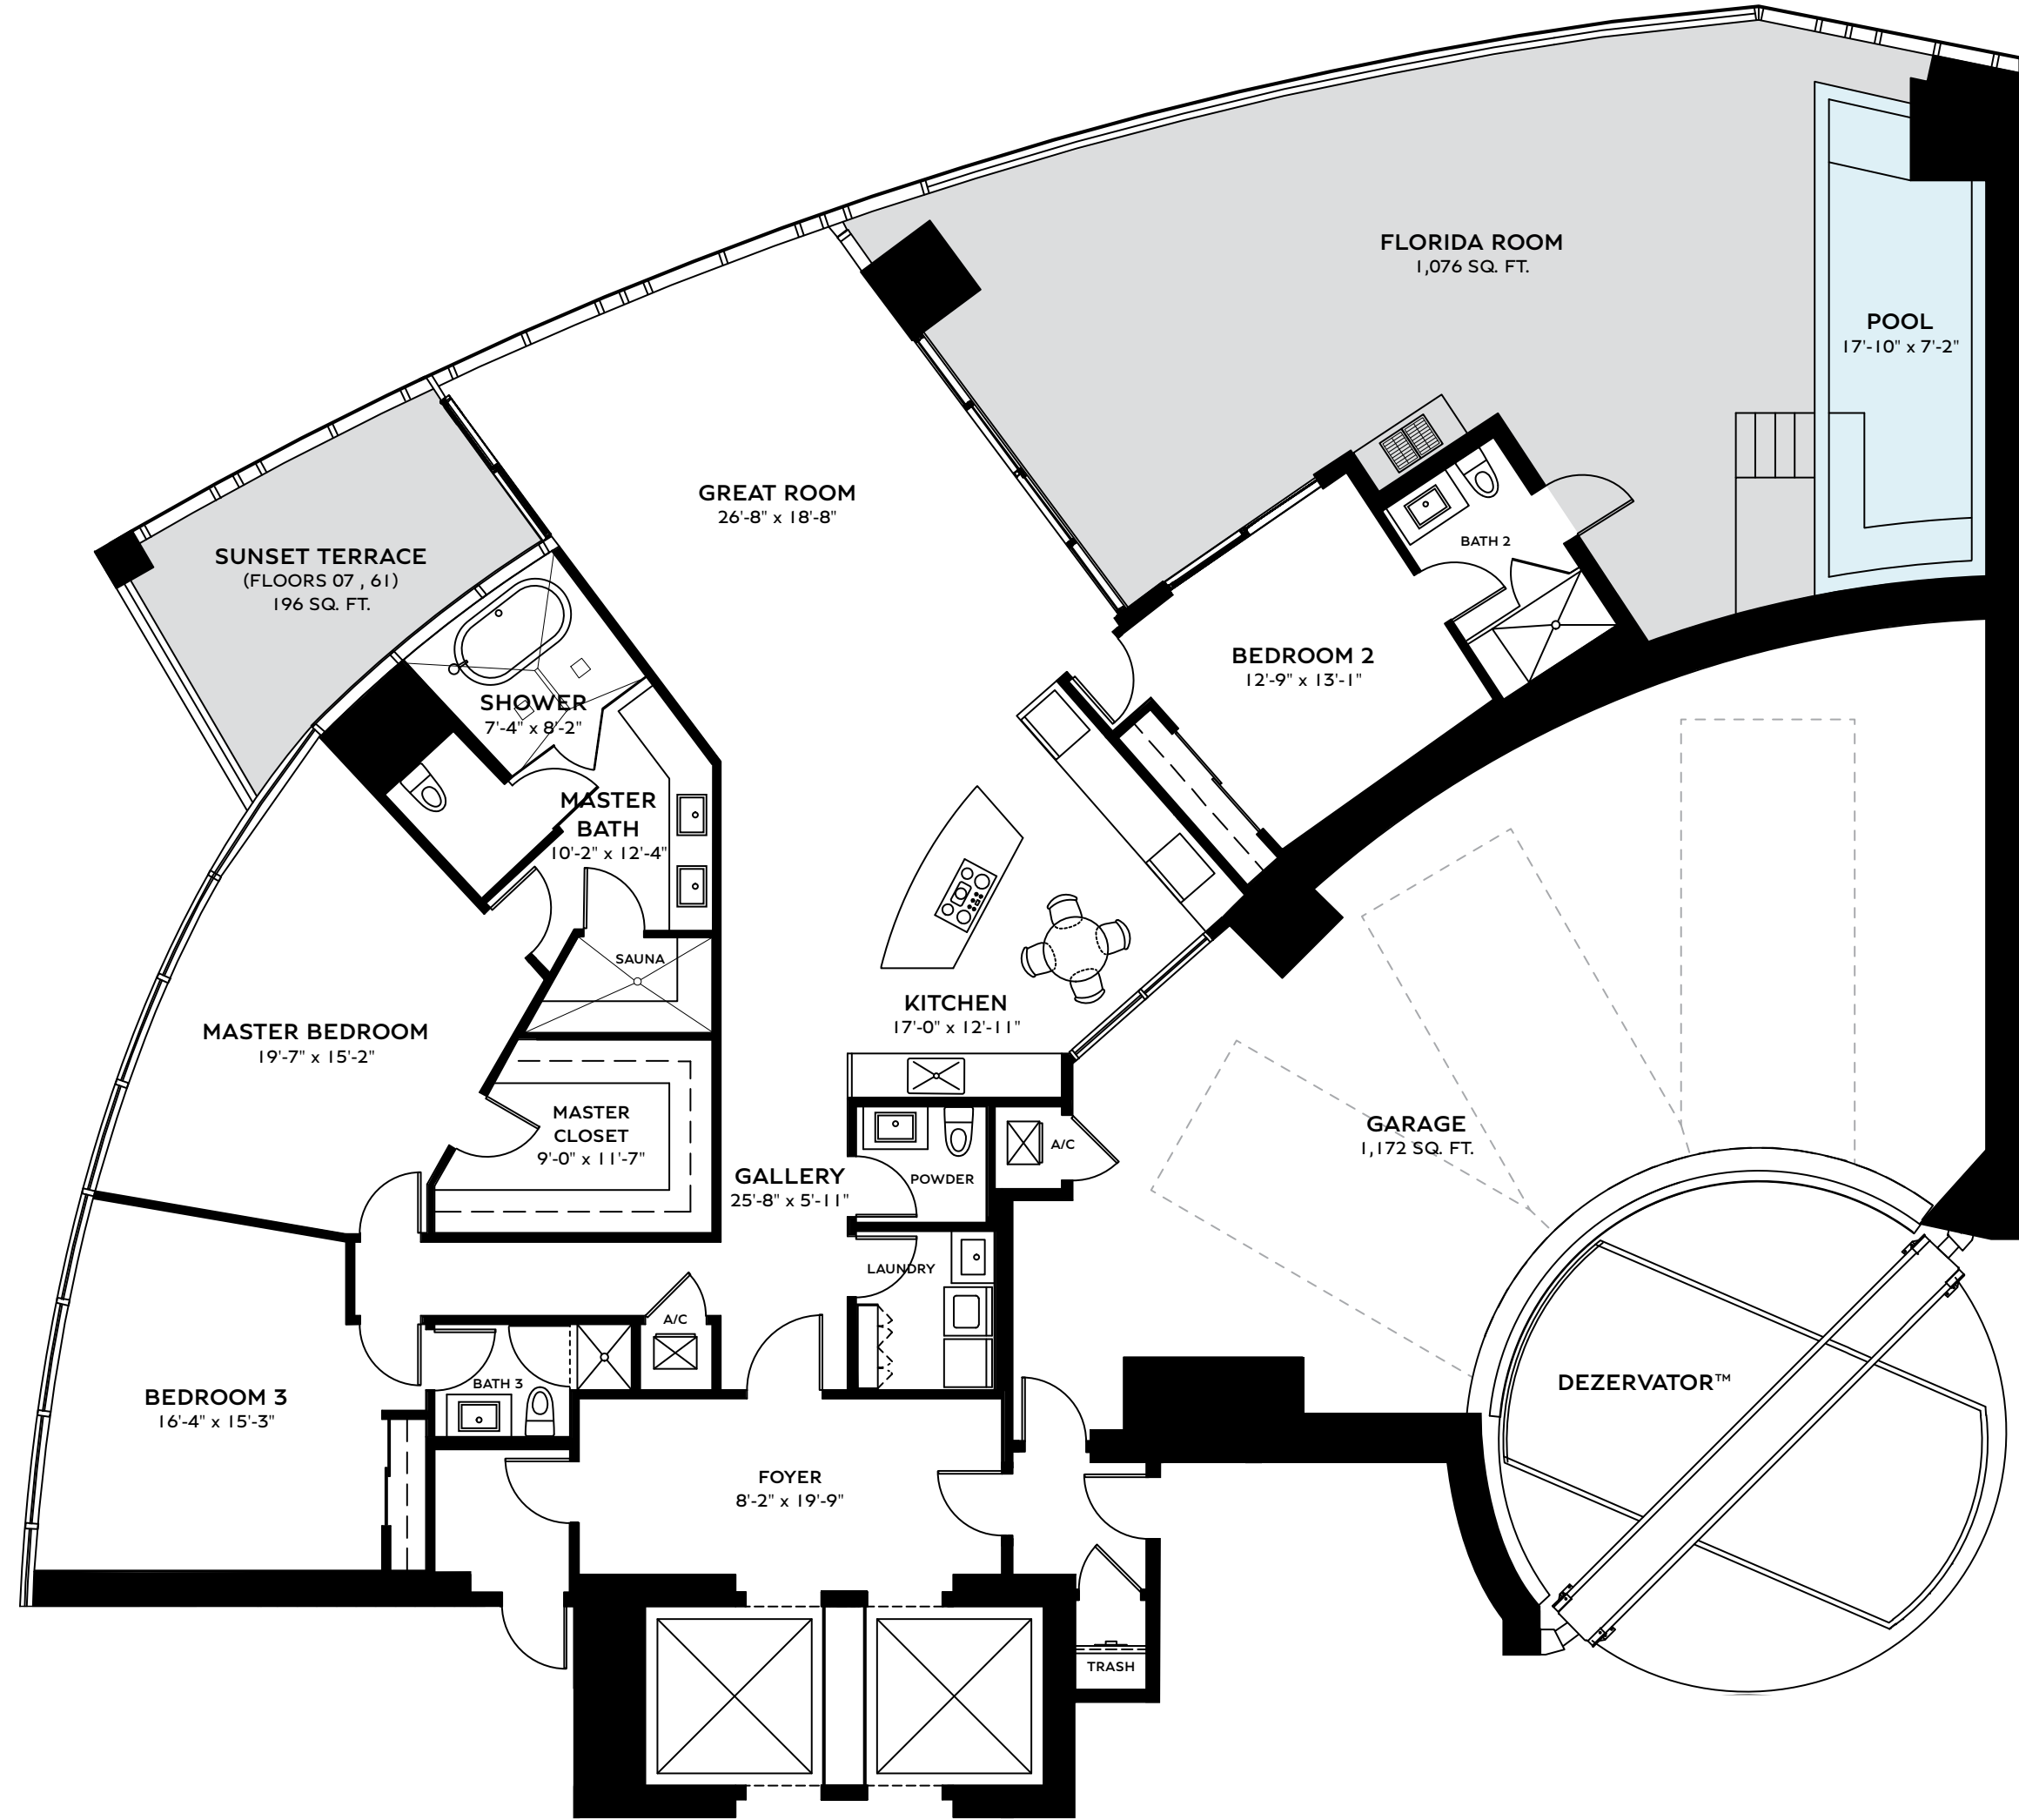 FLORIDA ROOM
1,076 SQ. FT.
POOL
17'-10" x 7'-2"
GREAT ROOM
26'-8" x 18'-8"
SUNSET TERRACE
(FLOORS 07 , 61)
196 SQ. FT.
BATH 2
BEDROOM 2
12'-9" x 13'-1"
SHOWER
7'-4" x 8'-2"
MASTER
BATH
10'-2" x 12'-4"
SAUNA
KITCHEN
17'-0" x 12'-11"
MASTER BEDROOM
19'-7" x 15'-2"
MASTER
CLOSET
9'-0" x 11'-7"
GALLERY
25'-8" x 5'-11"
POWDER
A/C
GARAGE
1,172 SQ. FT.
LAUNDRY
A/C
BATH 3
DEZERVATOR™
BEDROOM 3
16'-4" x 15'-3"
FOYER
8'-2" x 19'-9"
TRASH